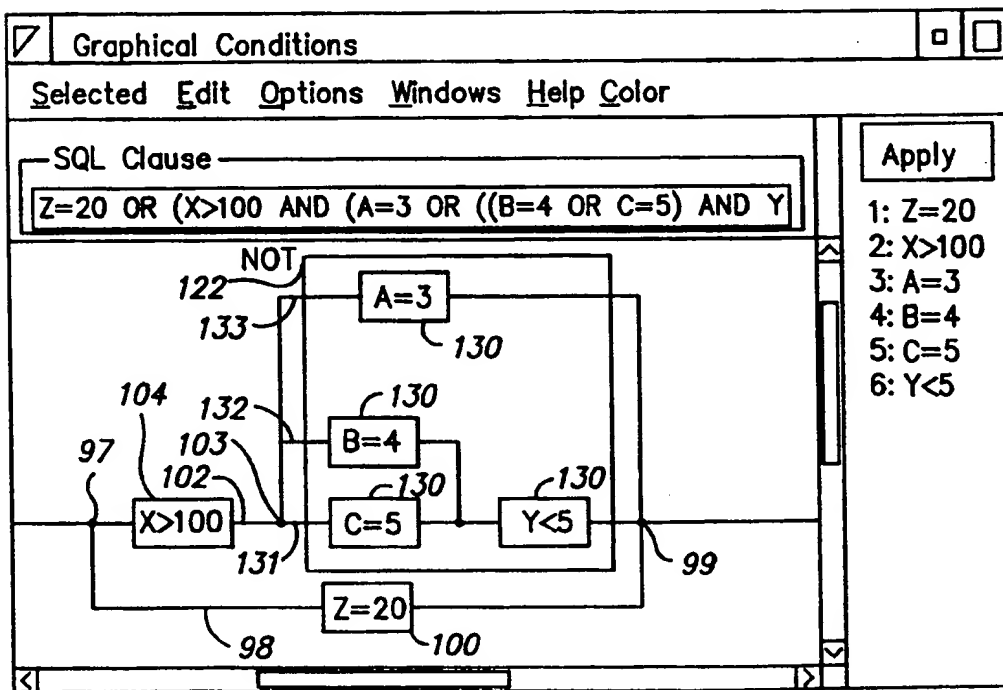 Graphical Conditions
Selected Edit Options Windows Help Color
SQL Clause
Z=20 OR (X>100 AND (A=3 OR ((B=4 OR C=5) AND Y
Apply
1: Z=20
2: X>100
3: A=3
4: B=4
5: C=5
6: Y<5
NOT
122
A=3
133
130
104
132
130
103
B=4
97
102
130
130
X>100
C=5
Y<5
131
99
Z=20
98
100